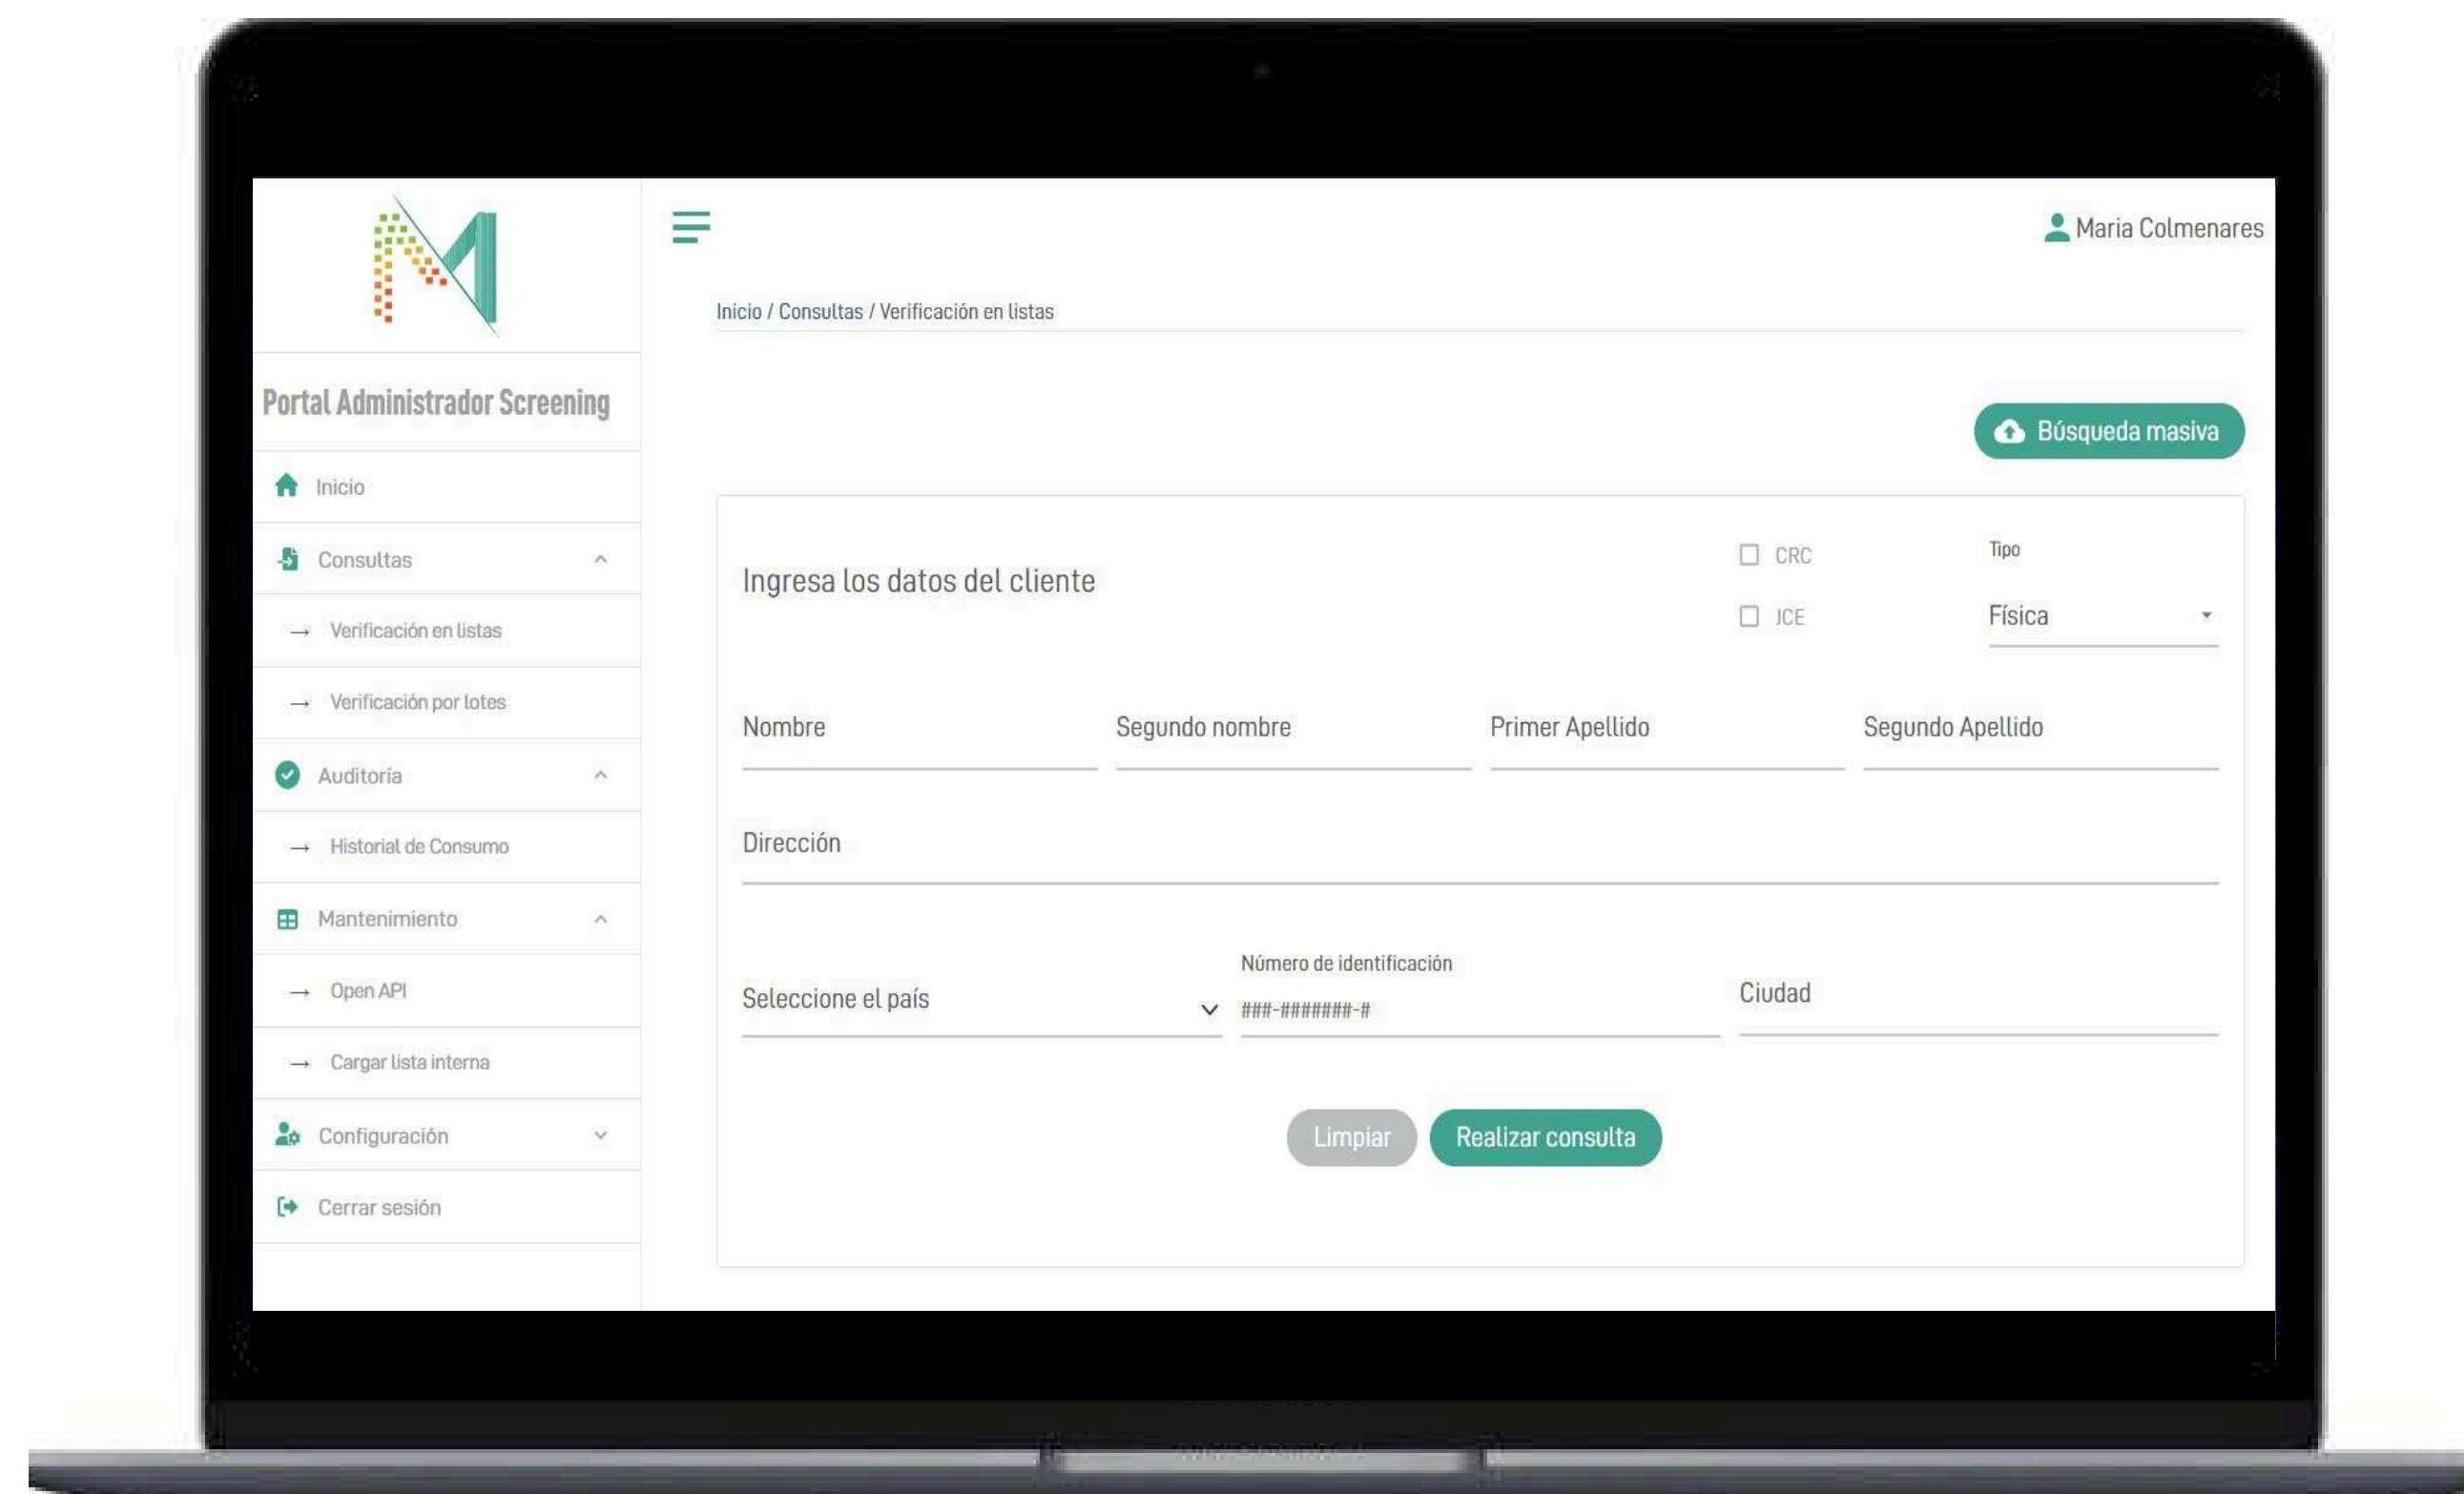 Maria Colmenares
Inicio / Consultas / Verificación en listas
Portal Administrador Screening
Búsqueda masiva
Inicio
Consultas
Verificación en listas
Verificación por lotes
Auditoría
Historial de Consumo
Mantenimiento
Open API
Cargar lista interna
Configuración
Cerrar sesión
Ingresa los datos del cliente
CRC
JCE
Tipo
Física
Nombre Segundo nombre Primer Apellido Segundo Apellido
Dirección
Seleccione el país
Número de identificación
###-#######-#
Ciudad
Limpiar Realizar consulta